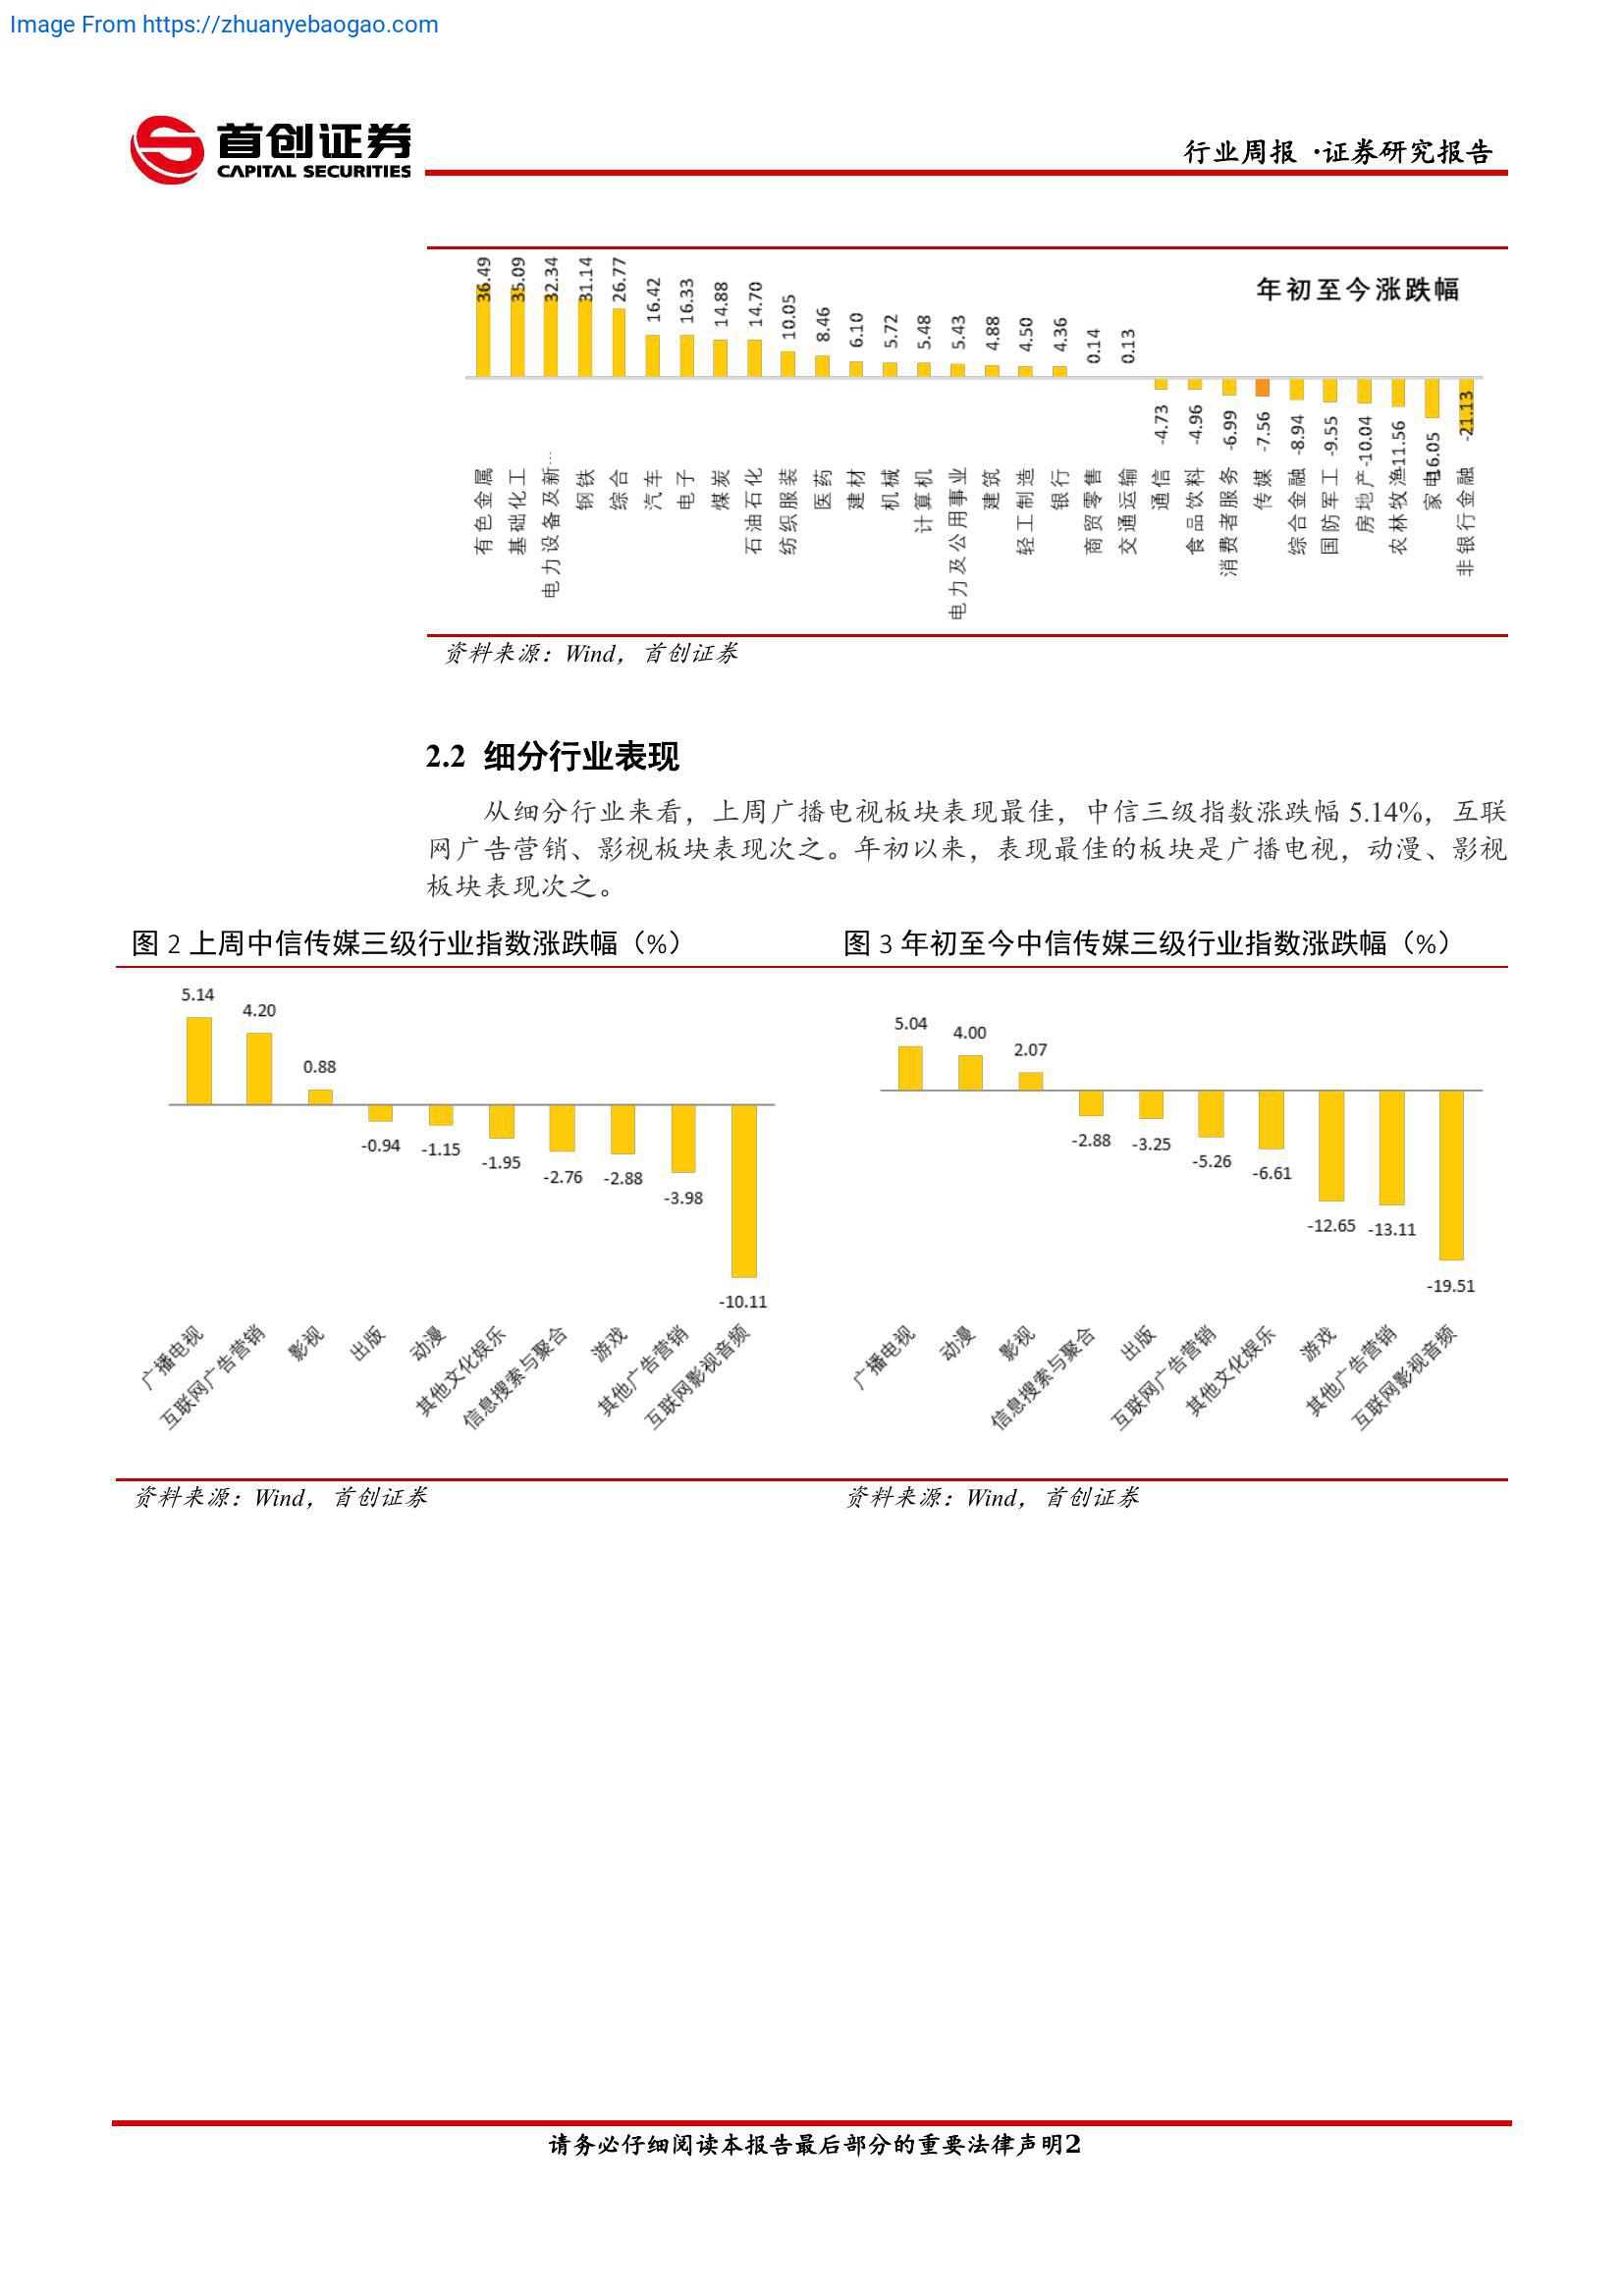 Image From https://zhuanyebaogao.com
首创证券
CAPITAL SECURITIES
行业周报 ·证券研究报告
年初至今涨跌幅
36.49 35.09 32.34 31.14 26.77 16.42 16.33 14.88 14.70 10.05 8.46 6.10 5.72 5.48 5.43 4.88 4.50 4.36 0.14 0.13
-4.73 -4.96 -6.99 -7.56 -8.94 -9.55 -10.04 -11.56 -16.05 -21.13
有色金属 基础化工 电力设备及新… 钢铁 综合 汽车 电子 煤炭 石油石化 纺织服装 医药 建材 机械 计算机 电力及公用事业 建筑 轻工制造 银行 商贸零售 交通运输 通信 食品饮料 消费者服务 传媒 综合金融 国防军工 房地产 农林牧渔 家电 非银行金融
资料来源：Wind，首创证券
2.2 细分行业表现
从细分行业来看，上周广播电视板块表现最佳，中信三级指数涨跌幅 5.14%，互联
网广告营销、影视板块表现次之。年初以来，表现最佳的板块是广播电视，动漫、影视
板块表现次之。
图 2 上周中信传媒三级行业指数涨跌幅（%）
5.14 4.20 0.88 -0.94 -1.15 -1.95 -2.76 -2.88 -3.98 -10.11
广播电视 互联网广告营销 影视 出版 动漫 其他文化娱乐 信息搜索与聚合 游戏 其他广告营销 互联网影视音频
资料来源：Wind，首创证券
图 3 年初至今中信传媒三级行业指数涨跌幅（%）
5.04 4.00 2.07 -2.88 -3.25 -5.26 -6.61 -12.65 -13.11 -19.51
广播电视 动漫 影视 信息搜索与聚合 出版 互联网广告营销 其他文化娱乐 游戏 其他广告营销 互联网影视音频
资料来源：Wind，首创证券
请务必仔细阅读本报告最后部分的重要法律声明2